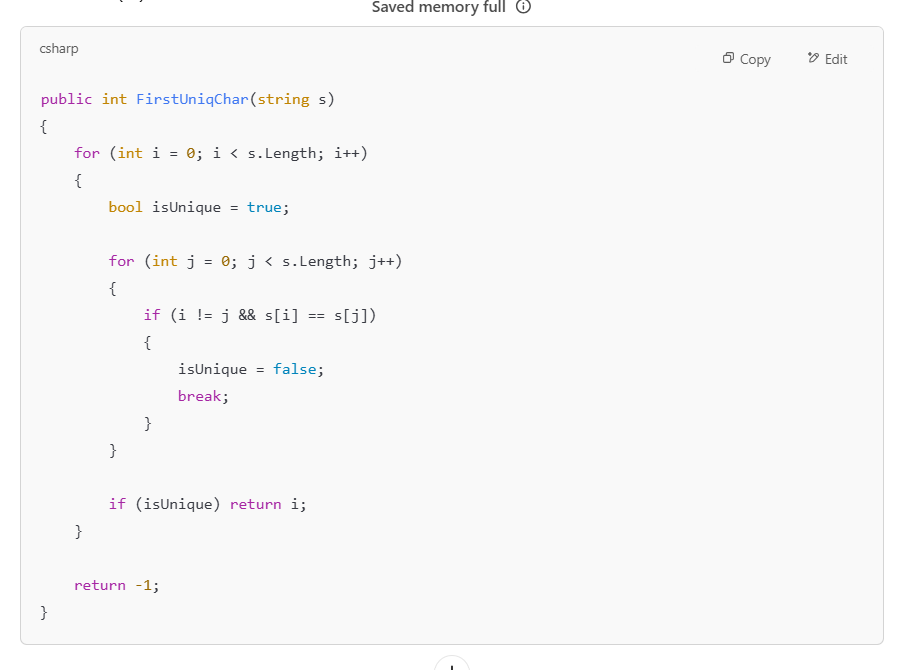 Saved memory full
csharp
Copy
Edit
public int FirstUniqChar(string s)
{
    for (int i = 0; i < s.Length; i++)
    {
        bool isUnique = true;
        for (int j = 0; j < s.Length; j++)
        {
            if (i != j && s[i] == s[j])
            {
                isUnique = false;
                break;
            }
        }
        if (isUnique) return i;
    }
    return -1;
}